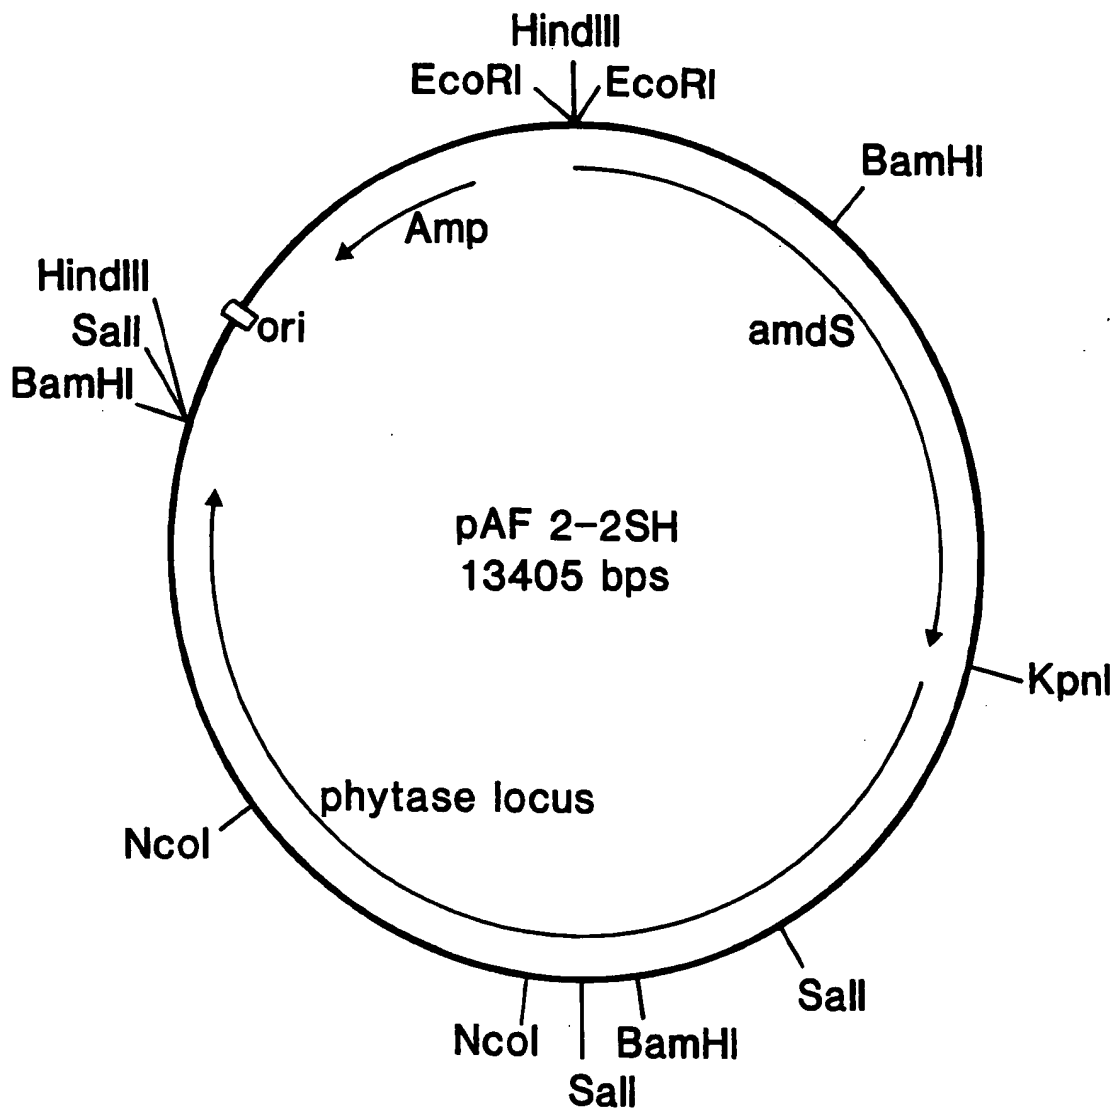 HindIII
EcoRI
EcoRI
BamHI
Amp
HindIII
ori
SalI
amdS
BamHI
pAF 2-2SH
13405 bps
KpnI
phytase locus
NcoI
SalI
NcoI
BamHI
SalI